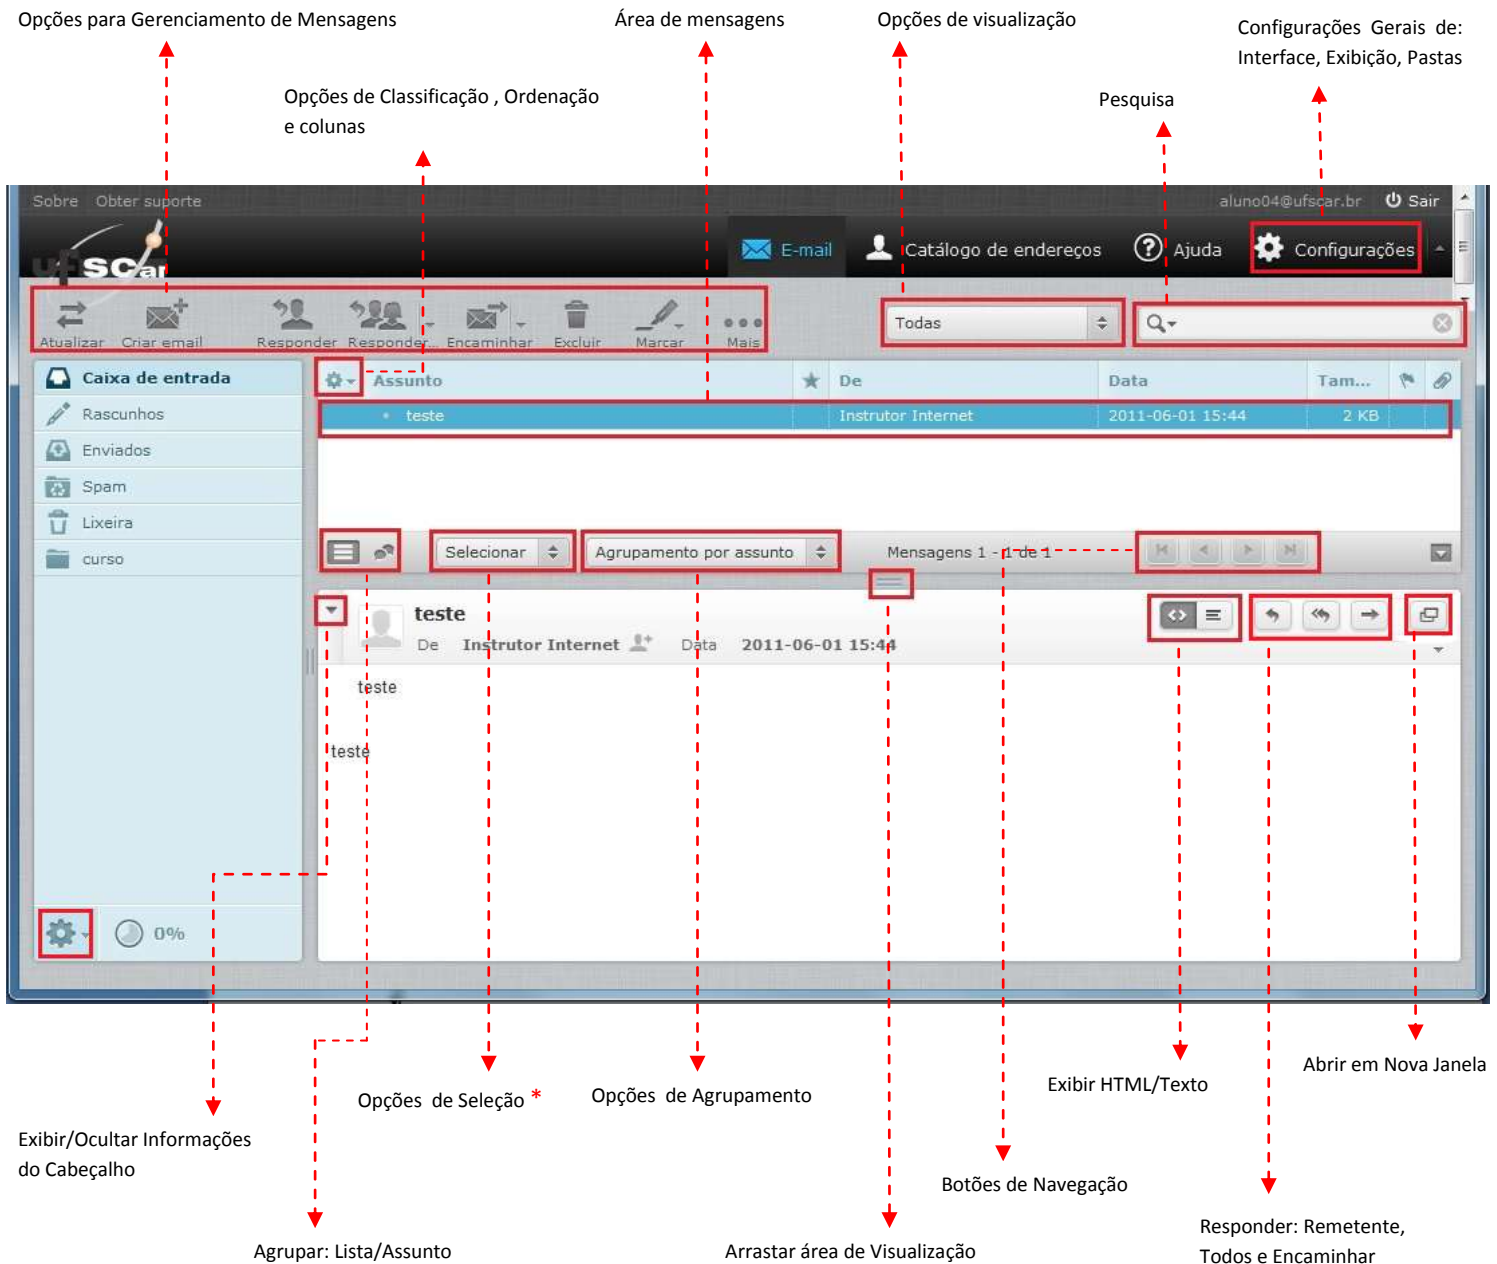 Opções para Gerenciamento de Mensagens
Área de mensagens
Opções de visualização
Configurações Gerais de:
Interface, Exibição, Pastas
Opções de Classificação , Ordenação
e colunas
Pesquisa
Sobre Obter suporte
aluno04@ufscar.br Sair
ufscar
E-mail Catálogo de endereços Ajuda Configurações
Todas
Atualizar Criar email Responder Responder... Encaminhar Excluir Marcar Mais
Caixa de entrada
Rascunhos
Enviados
Spam
Lixeira
curso
Assunto De Data Tam...
teste Instrutor Internet 2011-06-01 15:44 2 KB
Selecionar Agrupamento por assunto Mensagens 1 - 1 de 1
teste
De Instrutor Internet Data 2011-06-01 15:44
teste
teste
0%
Abrir em Nova Janela
Exibir HTML/Texto
Opções de Seleção *
Opções de Agrupamento
Exibir/Ocultar Informações
do Cabeçalho
Botões de Navegação
Responder: Remetente,
Todos e Encaminhar
Agrupar: Lista/Assunto
Arrastar área de Visualização